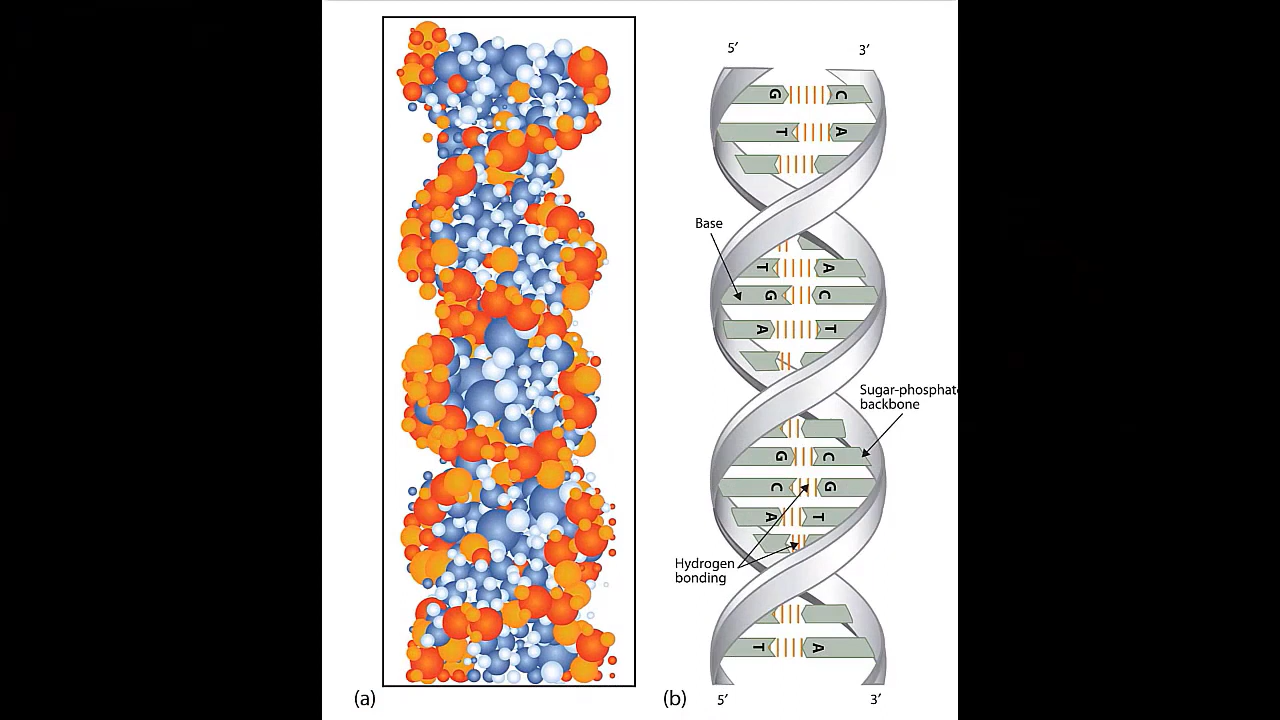 5′ 3′
G C
T A
Base
T A
G C
A T
Sugar-phosphate
backbone
G C
C G
A T
Hydrogen
bonding
T A
(a) (b) 5′ 3′